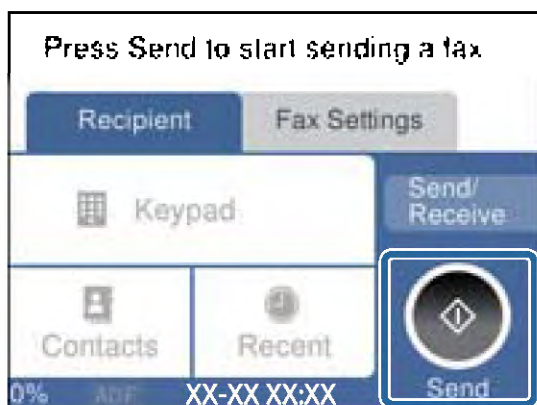 Press Send to start sending a fax
Recipient
Fax Settings
Keypad
Send/
Receive
Contacts
Recent
0% ADF XX-XX XX:XX
Send